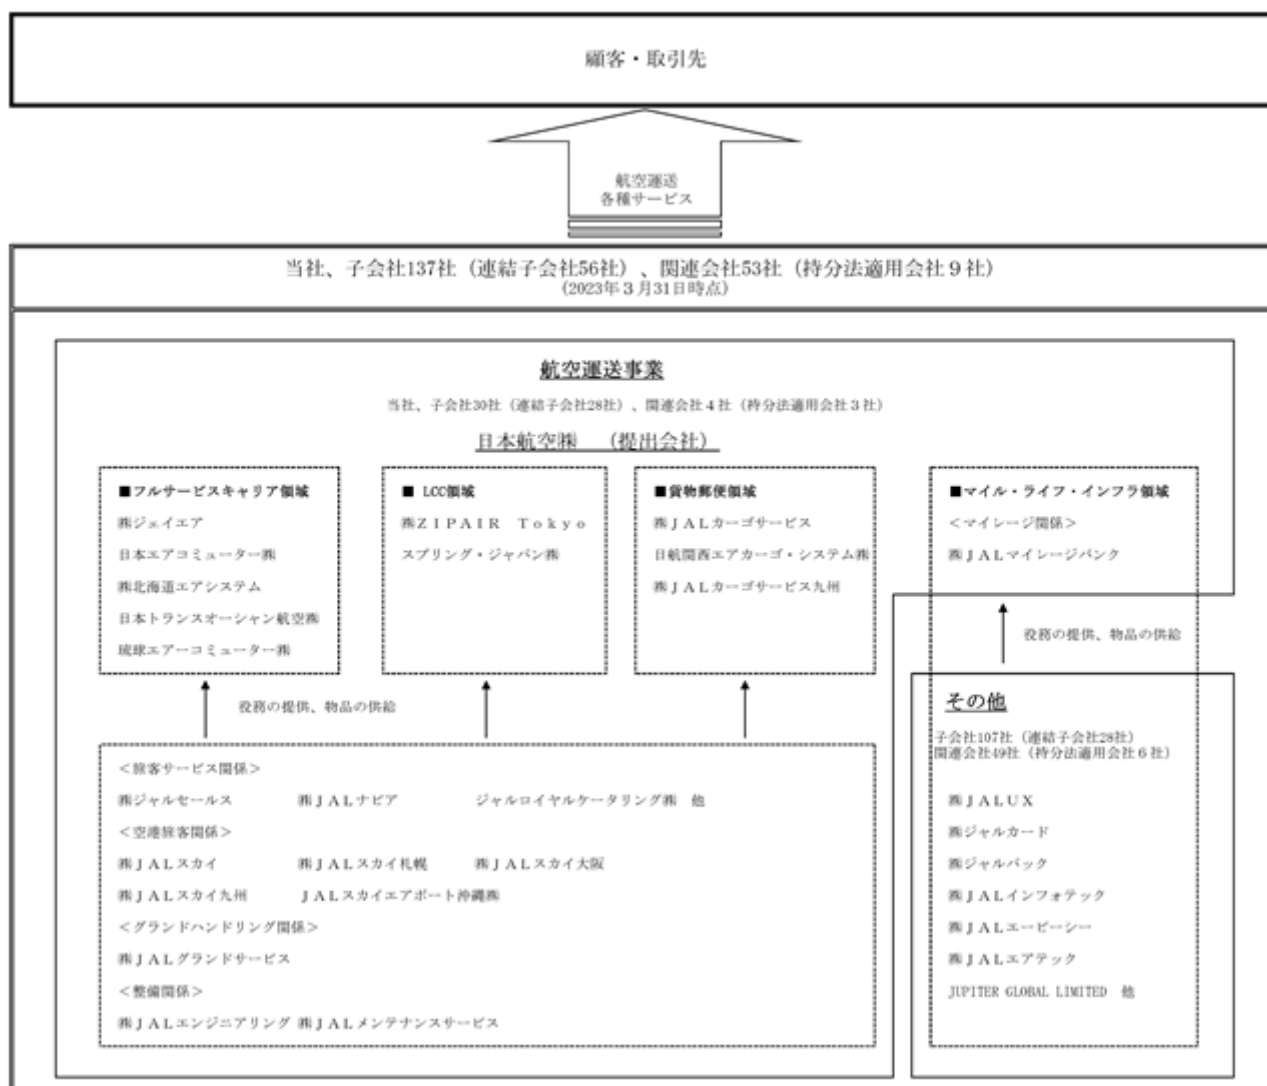 顧客・取引先
航空運送
各種サービス
当社、子会社137社（連結子会社56社）、関連会社53社（持分法適用会社９社）
(2023年３月31日時点)
航空運送事業
当社、子会社30社（連結子会社28社）、関連会社４社（持分法適用会社３社）
日本航空㈱　（提出会社）
■フルサービスキャリア領域
㈱ジェイエア
日本エアコミューター㈱
㈱北海道エアシステム
日本トランスオーシャン航空㈱
琉球エアーコミューター㈱
■ LCC領域
㈱ＺＩＰＡＩＲ　Ｔｏｋｙｏ
スプリング・ジャパン㈱
■貨物郵便領域
㈱ＪＡＬカーゴサービス
日航関西エアカーゴ・システム㈱
㈱ＪＡＬカーゴサービス九州
■マイル・ライフ・インフラ領域
＜マイレージ関係＞
㈱ＪＡＬマイレージバンク
役務の提供、物品の供給
役務の提供、物品の供給
＜旅客サービス関係＞
㈱ジャルセールス　㈱ＪＡＬナビア　ジャルロイヤルケータリング㈱　他
＜空港旅客関係＞
㈱ＪＡＬスカイ　㈱ＪＡＬスカイ札幌　㈱ＪＡＬスカイ大阪
㈱ＪＡＬスカイ九州　ＪＡＬスカイエアポート沖縄㈱
＜グランドハンドリング関係＞
㈱ＪＡＬグランドサービス
＜整備関係＞
㈱ＪＡＬエンジニアリング ㈱ＪＡＬメンテナンスサービス
その他
子会社107社（連結子会社28社）
関連会社49社（持分法適用会社６社）
㈱ＪＡＬＵＸ
㈱ジャルカード
㈱ジャルパック
㈱ＪＡＬインフォテック
㈱ＪＡＬエービーシー
㈱ＪＡＬエアテック
JUPITER GLOBAL LIMITED　他